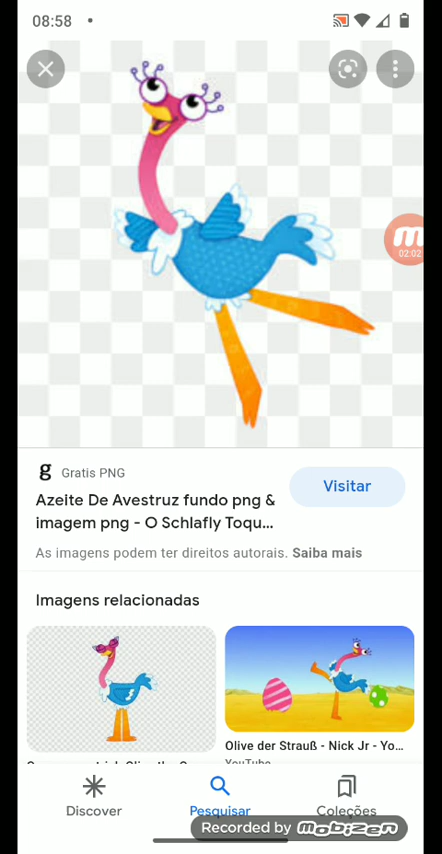 08:58
02:02
g Gratis PNG
Azeite De Avestruz fundo png &
imagem png - O Schlafly Toqu...
Visitar
As imagens podem ter direitos autorais. Saiba mais
Imagens relacionadas
Olive der Strauß - Nick Jr - Yo...
YouTube
Discover
Pesquisar
Coleções
Recorded by mobizen